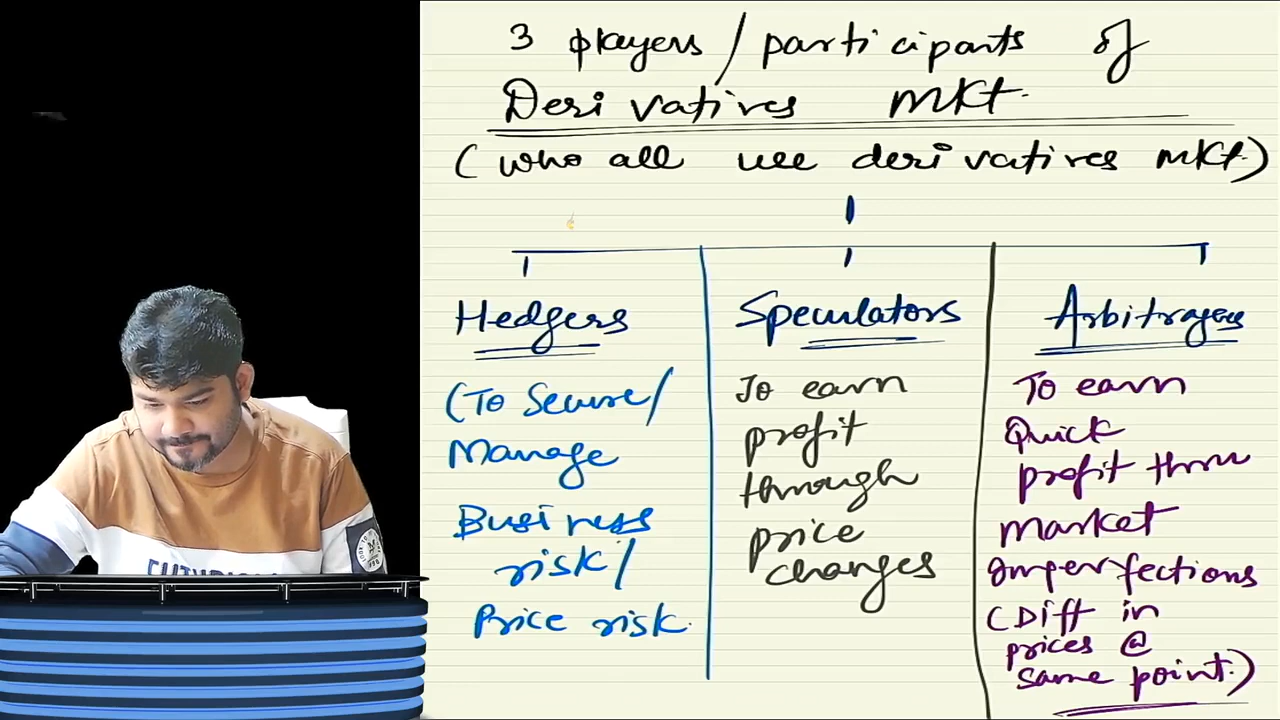 3 players/participants of
Derivatives mkt.
(who all use derivatives mkt.)
Hedgers
(To Secure/
Manage
Business
risk/
Price risk.
Speculators
To earn
profit
through
price
changes
Arbitragers
To earn
Quick
profit thru
market
imperfections
(Diff in
prices @
same point.)